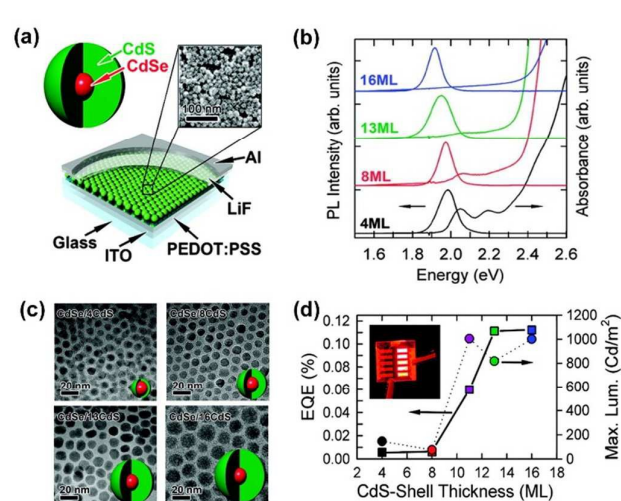 (a)
CdS
CdSe
100 nm
Al
LiF
PEDOT:PSS
ITO
Glass
(b)
PL Intensity (arb. units)
Absorbance (arb. units)
16ML
13ML
8ML
4ML
1.6 1.8 2.0 2.2 2.4 2.6
Energy (eV)
(c)
CdSe/4CdS
20 nm
CdSe/8CdS
20 nm
CdSe/13CdS
20 nm
CdSe/16CdS
20 nm
(d)
EQE (%)
0.12
0.10
0.08
0.06
0.04
0.02
0.00
Max. Lum. (Cd/m²)
1200
1000
800
600
400
200
0
2 4 6 8 10 12 14 16 18
CdS-Shell Thickness (ML)